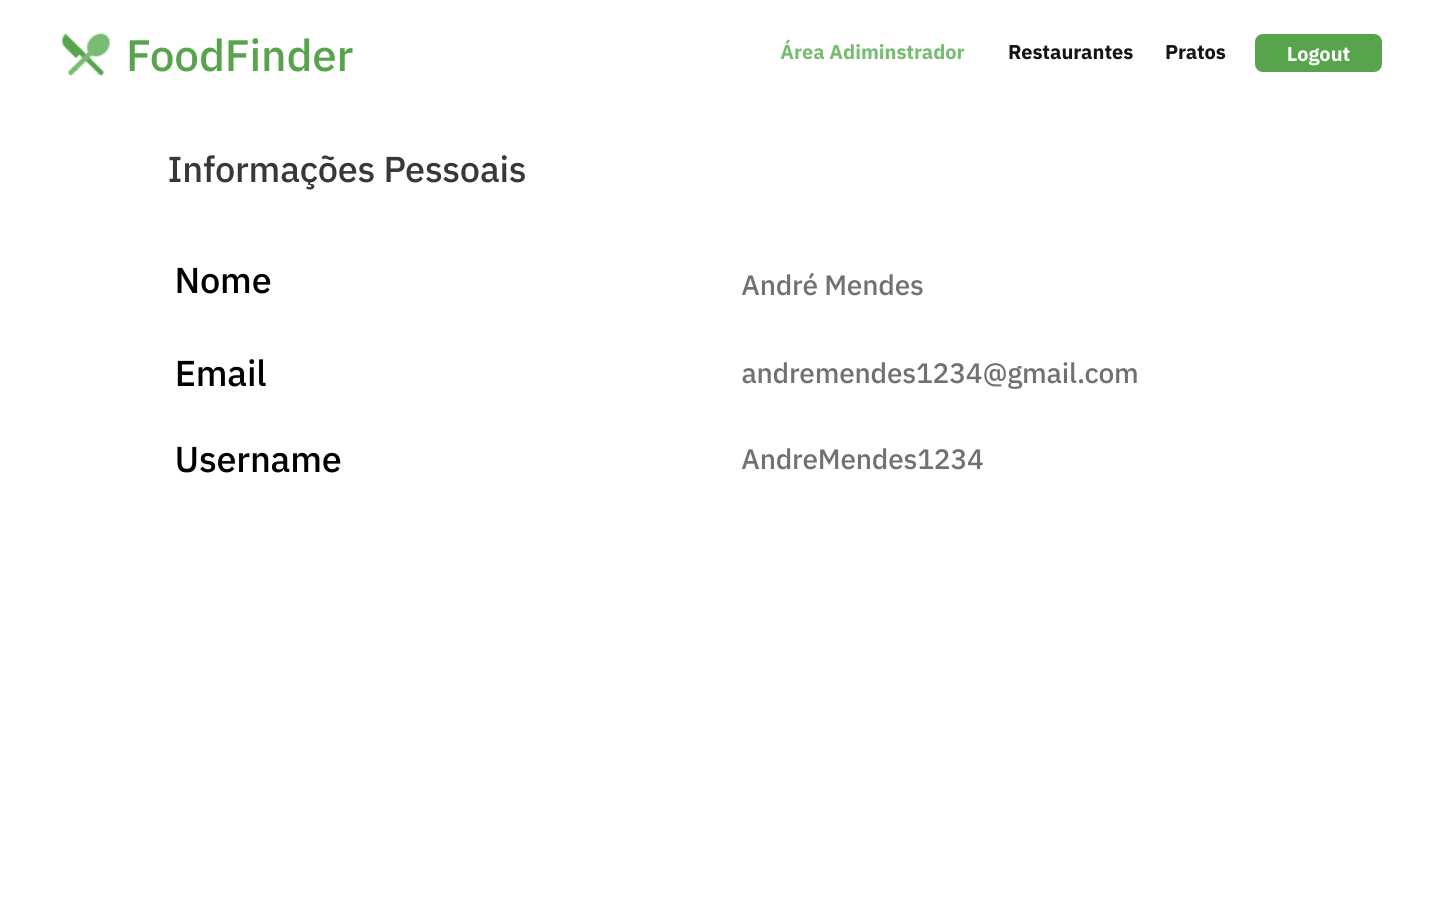 FoodFinder
Área Adiminstrador Restaurantes Pratos Logout
Informações Pessoais
Nome André Mendes
Email andremendes1234@gmail.com
Username AndreMendes1234